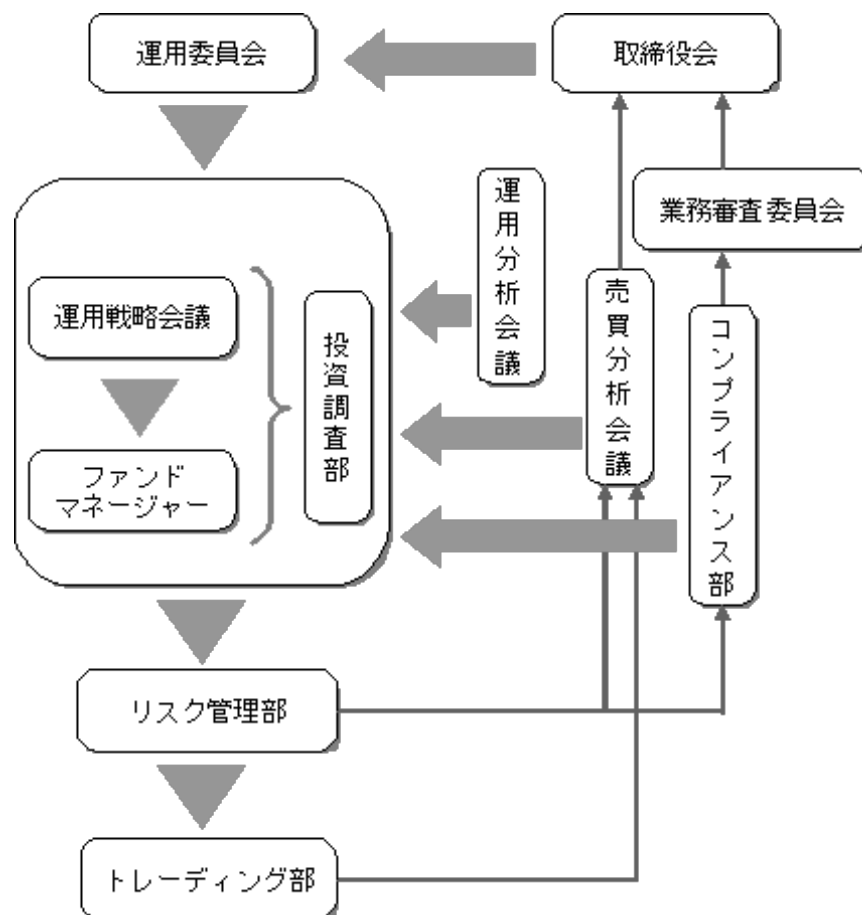 運用委員会
取締役会
運用分析会議
業務審査委員会
運用戦略会議
投資調査部
売買分析会議
コンプライアンス部
ファンド
マネージャー
リスク管理部
トレーディング部